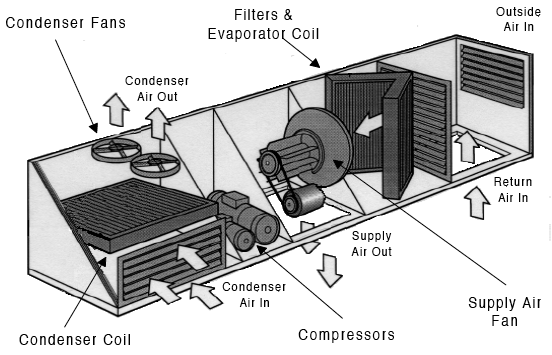 Condenser Fans
Filters &
Evaporator Coil
Outside
Air In
Condenser
Air Out
Return
Air In
Supply
Air Out
Condenser
Air In
Supply Air
Fan
Condenser Coil
Compressors